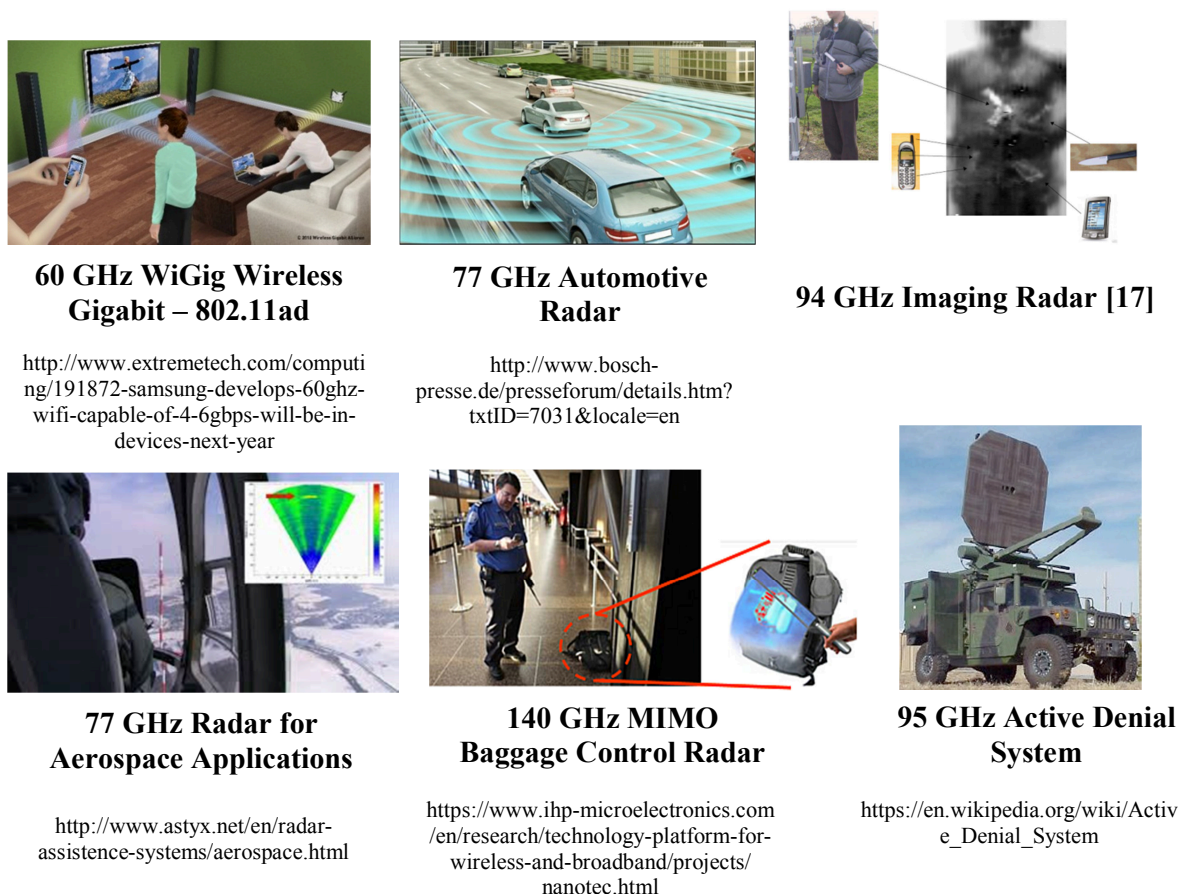 © 2012 Wireless Gigabit Alliance
60 GHz WiGig Wireless
Gigabit – 802.11ad
http://www.extremetech.com/computi
ng/191872-samsung-develops-60ghz-
wifi-capable-of-4-6gbps-will-be-in-
devices-next-year
77 GHz Automotive
Radar
http://www.bosch-
presse.de/presseforum/details.htm?
txtID=7031&locale=en
94 GHz Imaging Radar [17]
77 GHz Radar for
Aerospace Applications
http://www.astyx.net/en/radar-
assistence-systems/aerospace.html
140 GHz MIMO
Baggage Control Radar
https://www.ihp-microelectronics.com
/en/research/technology-platform-for-
wireless-and-broadband/projects/
nanotec.html
95 GHz Active Denial
System
https://en.wikipedia.org/wiki/Activ
e_Denial_System